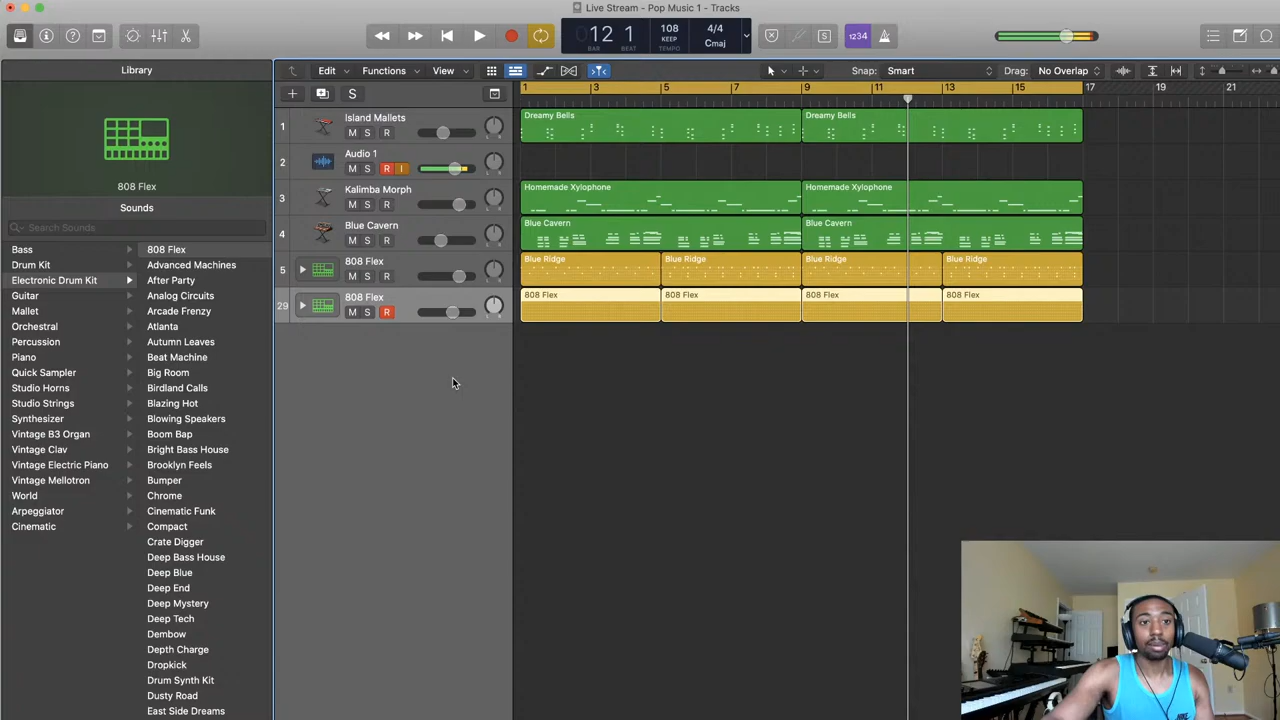 Live Stream - Pop Music 1 - Tracks
012 1
BAR BEAT
108
KEEP
TEMPO
4/4
Cmaj
1234
Library
Edit
Functions
View
Snap: Smart
Drag: No Overlap
808 Flex
Sounds
Search Sounds
S
1 3 5 7 9 11 13 15 17 19 21
1
Island Mallets
M S R
L R
Dreamy Bells
Dreamy Bells
2
Audio 1
M S R I
3
Kalimba Morph
M S R
Homemade Xylophone
Homemade Xylophone
4
Blue Cavern
M S R
Blue Cavern
Blue Cavern
5
808 Flex
M S R
Blue Ridge
Blue Ridge
Blue Ridge
Blue Ridge
29
808 Flex
M S R
808 Flex
808 Flex
808 Flex
808 Flex
Bass
Drum Kit
Electronic Drum Kit
Guitar
Mallet
Orchestral
Percussion
Piano
Quick Sampler
Studio Horns
Studio Strings
Synthesizer
Vintage B3 Organ
Vintage Clav
Vintage Electric Piano
Vintage Mellotron
World
Arpeggiator
Cinematic
808 Flex
Advanced Machines
After Party
Analog Circuits
Arcade Frenzy
Atlanta
Autumn Leaves
Beat Machine
Big Room
Birdland Calls
Blazing Hot
Blowing Speakers
Boom Bap
Bright Bass House
Brooklyn Feels
Bumper
Chrome
Cinematic Funk
Compact
Crate Digger
Deep Bass House
Deep Blue
Deep End
Deep Mystery
Deep Tech
Dembow
Depth Charge
Dropkick
Drum Synth Kit
Dusty Road
East Side Dreams